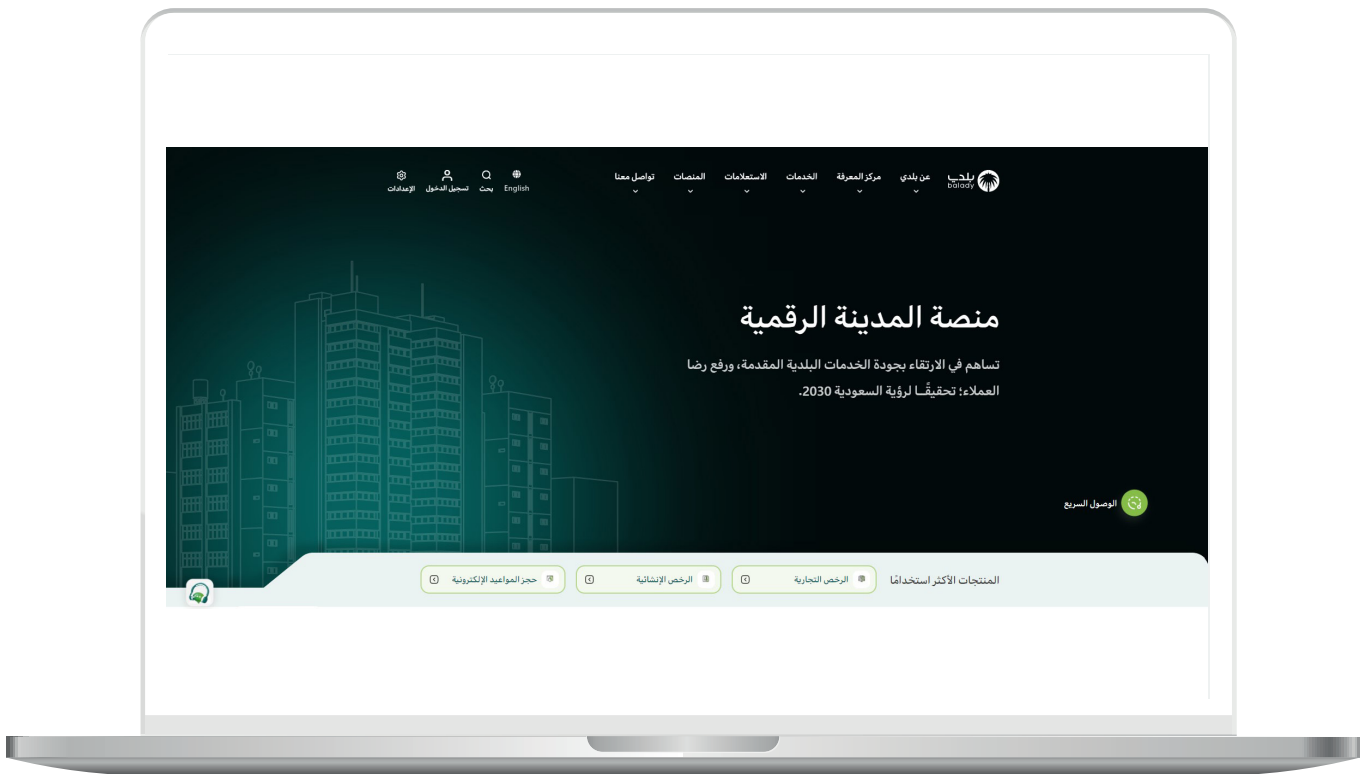 بلدي
balady
عن بلدي
مركز المعرفة
الخدمات
الاستعلامات
المنصات
تواصل معنا
English
بحث
تسجيل الدخول
الإعدادات
منصة المدينة الرقمية
تساهم في الارتقاء بجودة الخدمات البلدية المقدمة، ورفع رضا
العملاء؛ تحقيقًــا لرؤية السعودية 2030.
الوصول السريع
المنتجات الأكثر استخدامًا
الرخص التجارية
الرخص الإنشائية
حجز المواعيد الإلكترونية